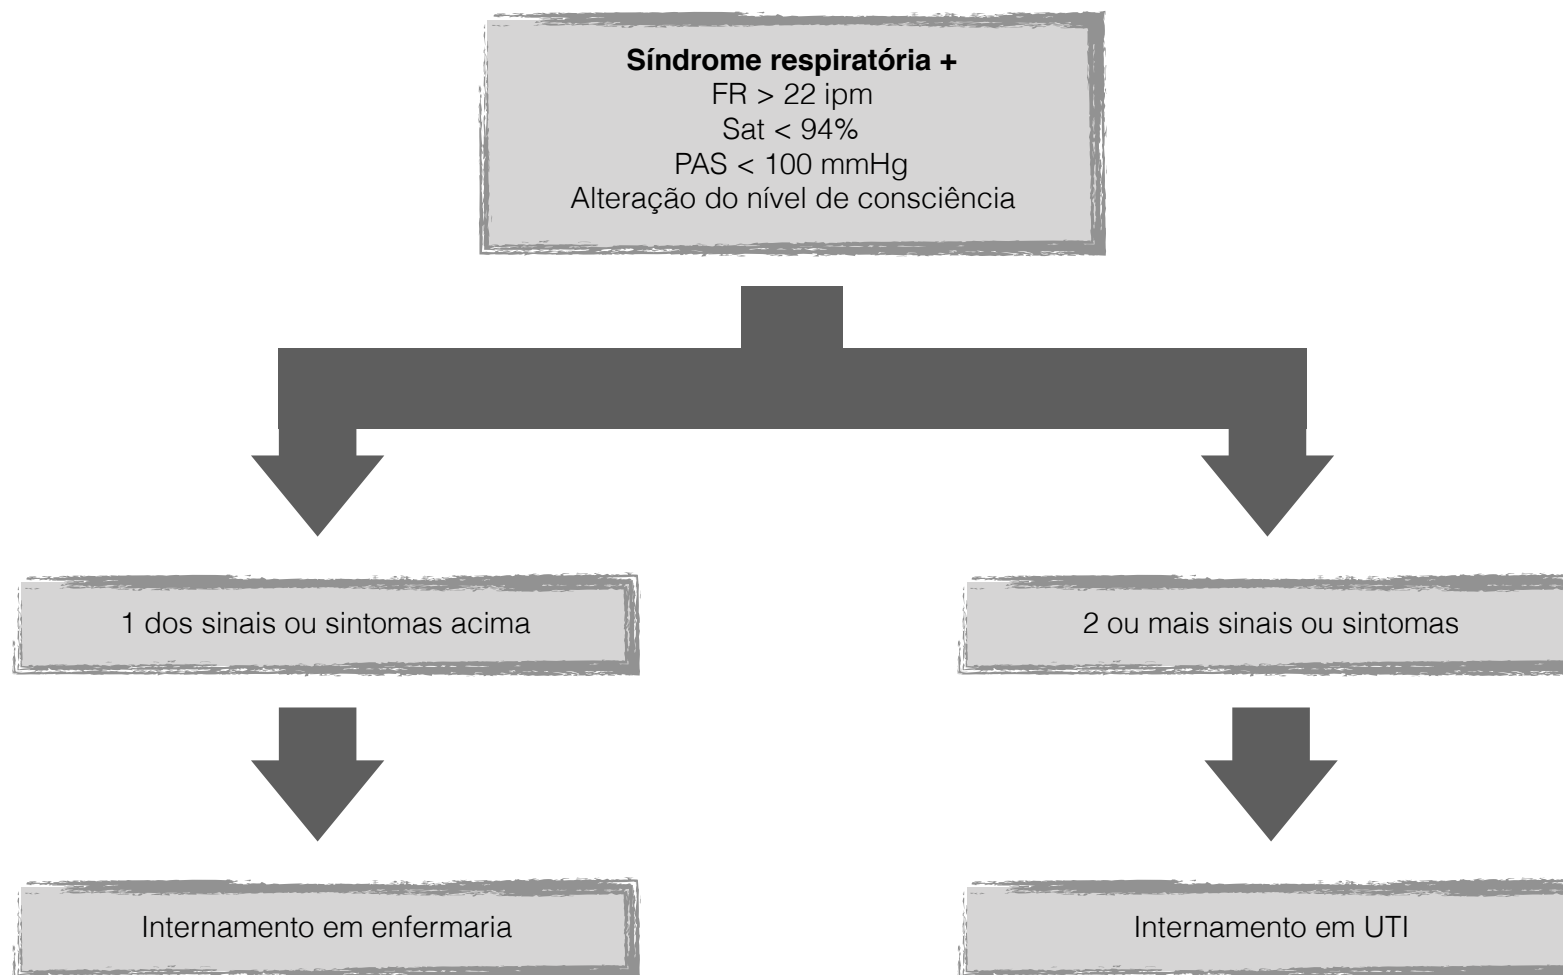 Síndrome respiratória +
FR > 22 ipm
Sat < 94%
PAS < 100 mmHg
Alteração do nível de consciência
1 dos sinais ou sintomas acima
2 ou mais sinais ou sintomas
Internamento em enfermaria
Internamento em UTI